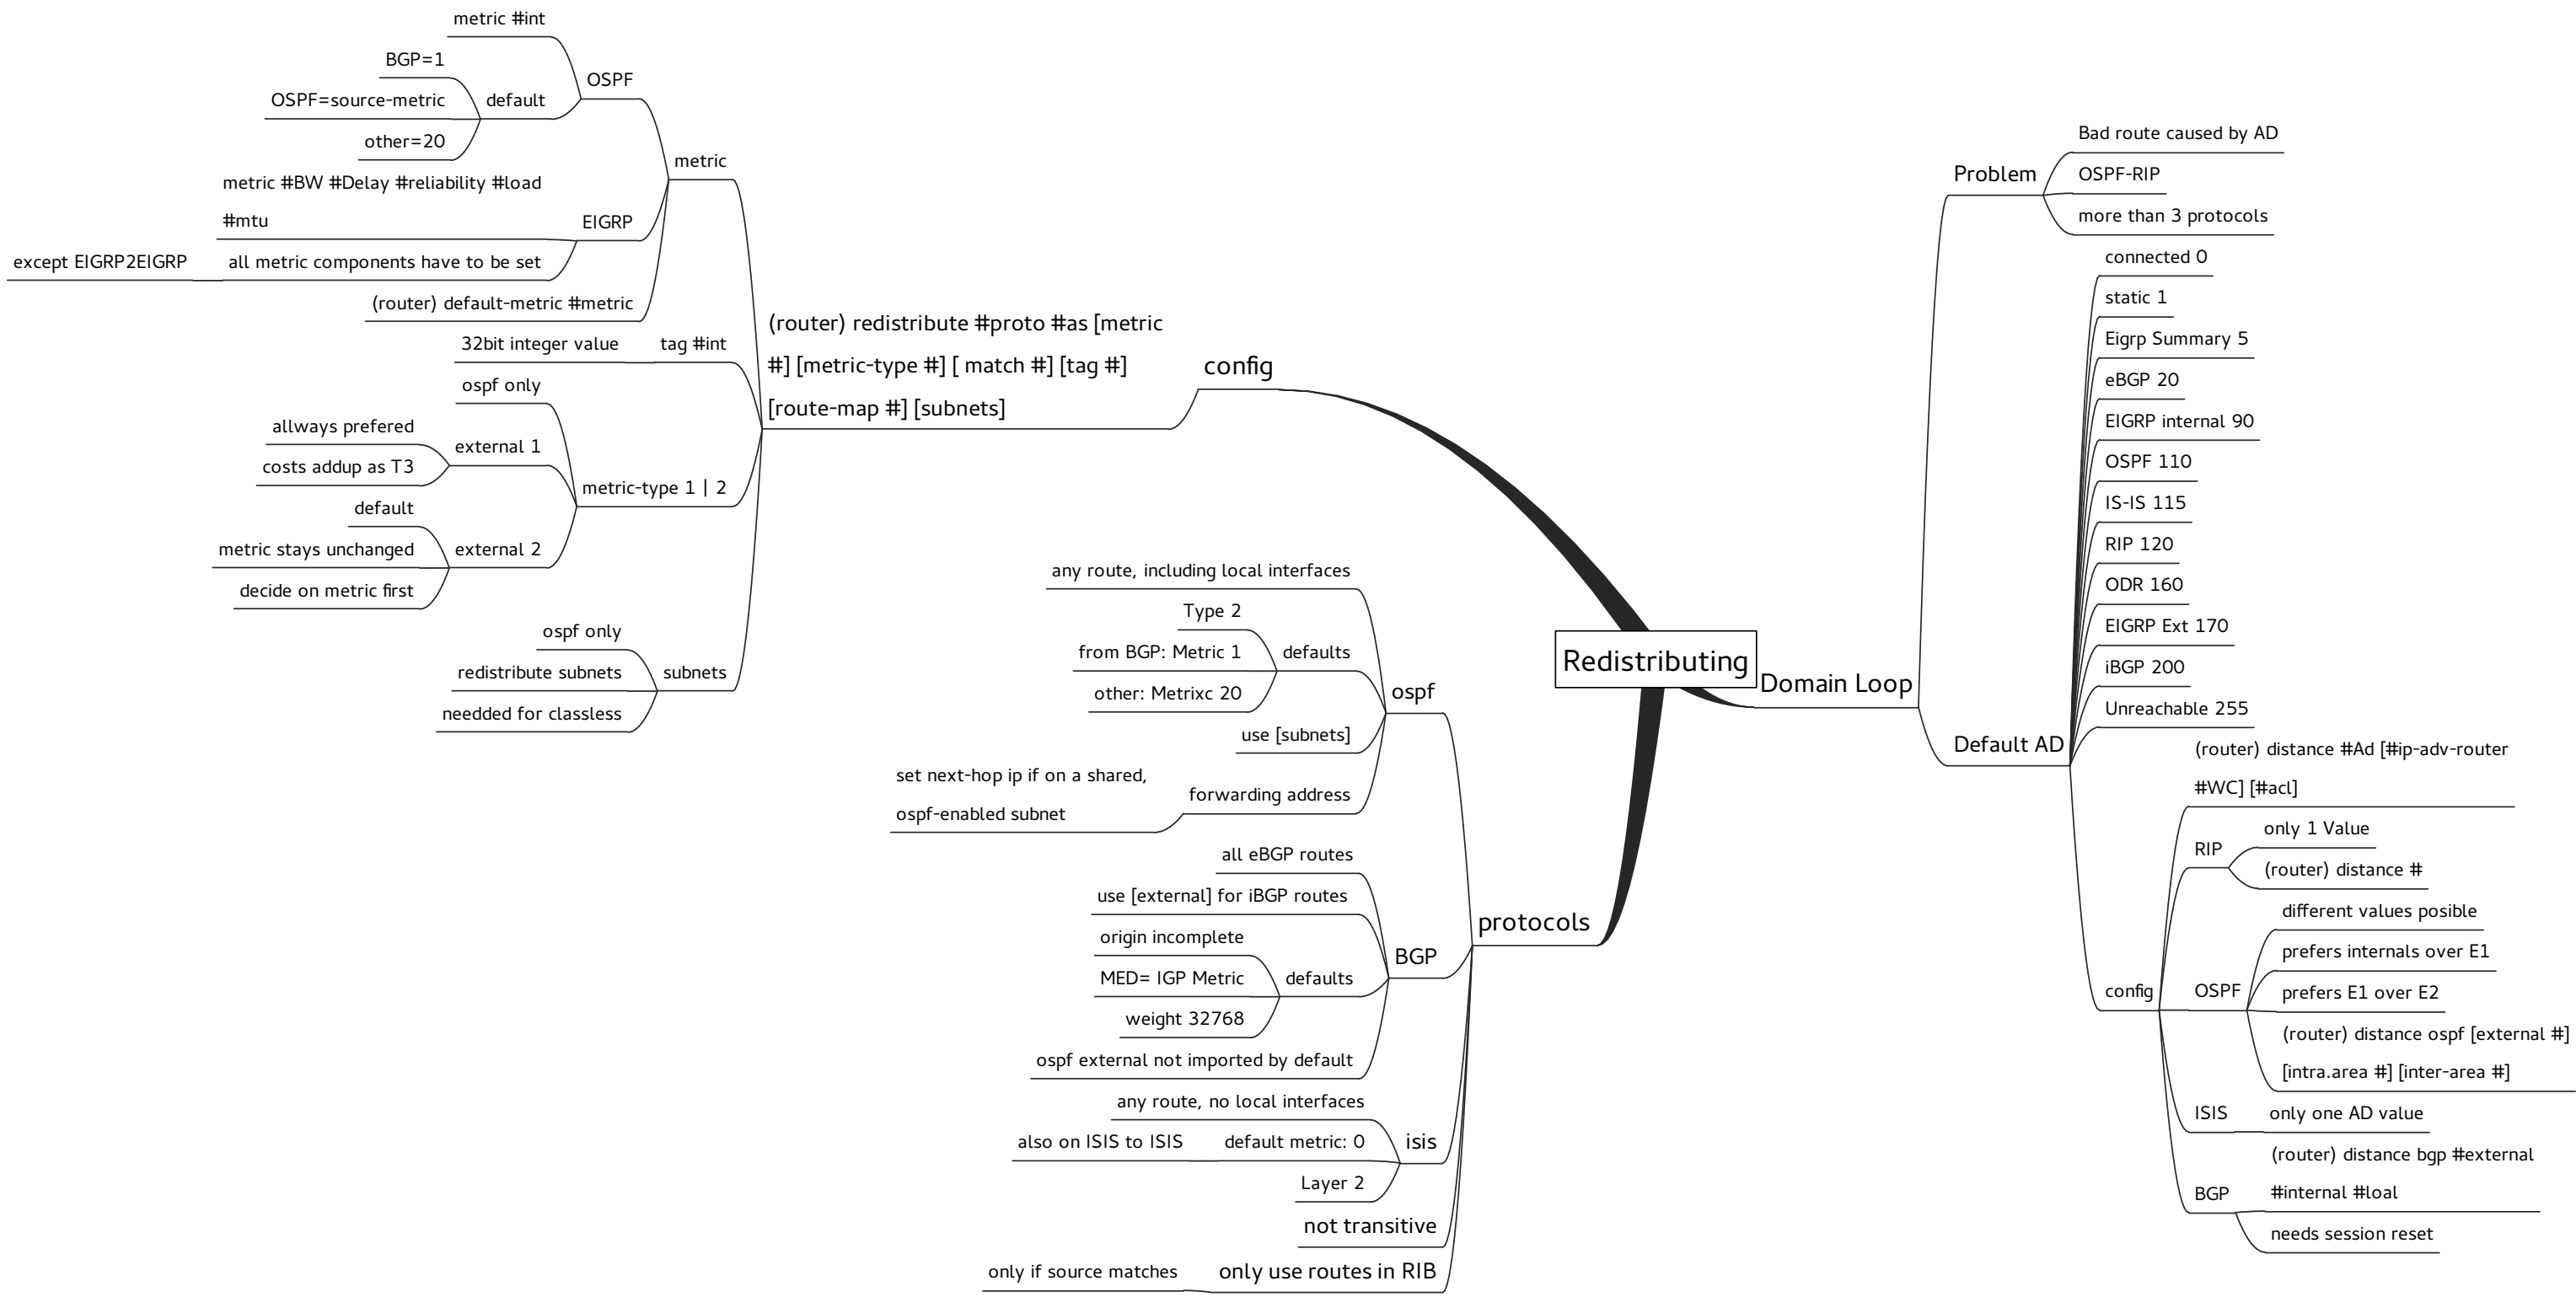 metric #int
BGP=1
OSPF=source-metric
other=20
default
OSPF
metric #BW #Delay #reliability #load
#mtu
except EIGRP2EIGRP
all metric components have to be set
EIGRP
(router) default-metric #metric
metric
32bit integer value
tag #int
ospf only
allways prefered
costs addup as T3
external 1
default
metric stays unchanged
decide on metric first
external 2
metric-type 1 | 2
ospf only
redistribute subnets
needded for classless
subnets
(router) redistribute #proto #as [metric
#] [metric-type #] [ match #] [tag #]
[route-map #] [subnets]
config
any route, including local interfaces
Type 2
from BGP: Metric 1
other: Metrixc 20
defaults
use [subnets]
set next-hop ip if on a shared,
ospf-enabled subnet
forwarding address
ospf
all eBGP routes
use [external] for iBGP routes
origin incomplete
MED= IGP Metric
weight 32768
defaults
ospf external not imported by default
BGP
any route, no local interfaces
also on ISIS to ISIS
default metric: 0
Layer 2
isis
not transitive
only if source matches
only use routes in RIB
protocols
Redistributing
Domain Loop
Problem
Bad route caused by AD
OSPF-RIP
more than 3 protocols
Default AD
connected 0
static 1
Eigrp Summary 5
eBGP 20
EIGRP internal 90
OSPF 110
IS-IS 115
RIP 120
ODR 160
EIGRP Ext 170
iBGP 200
Unreachable 255
config
(router) distance #Ad [#ip-adv-router
#WC] [#acl]
RIP
only 1 Value
(router) distance #
OSPF
different values posible
prefers internals over E1
prefers E1 over E2
(router) distance ospf [external #]
[intra.area #] [inter-area #]
ISIS
only one AD value
BGP
(router) distance bgp #external
#internal #loal
needs session reset